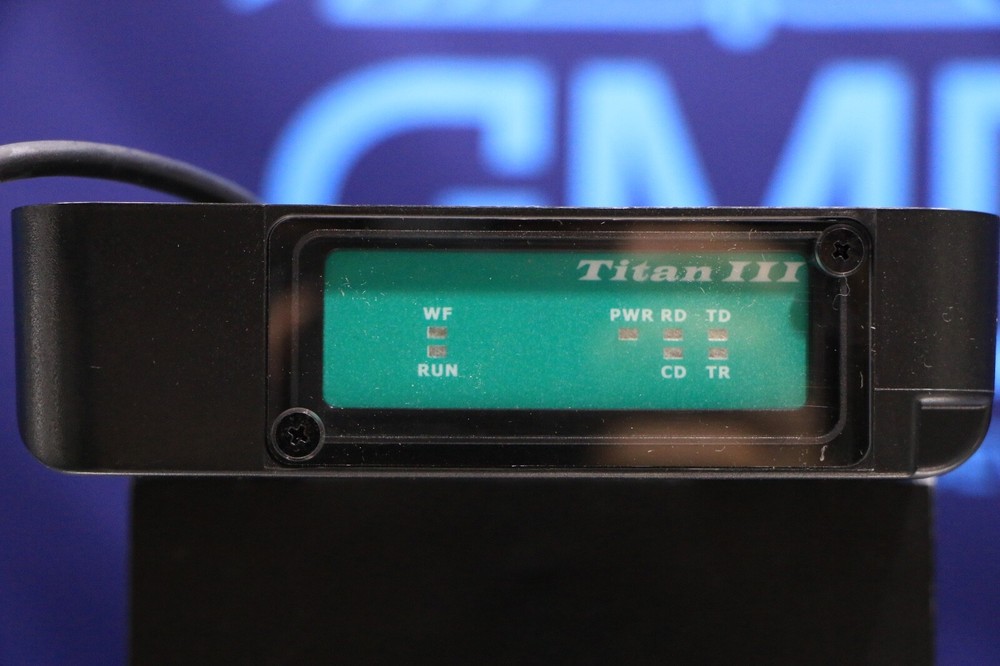 Titan III
WF PWR RD TD
RUN CD TR